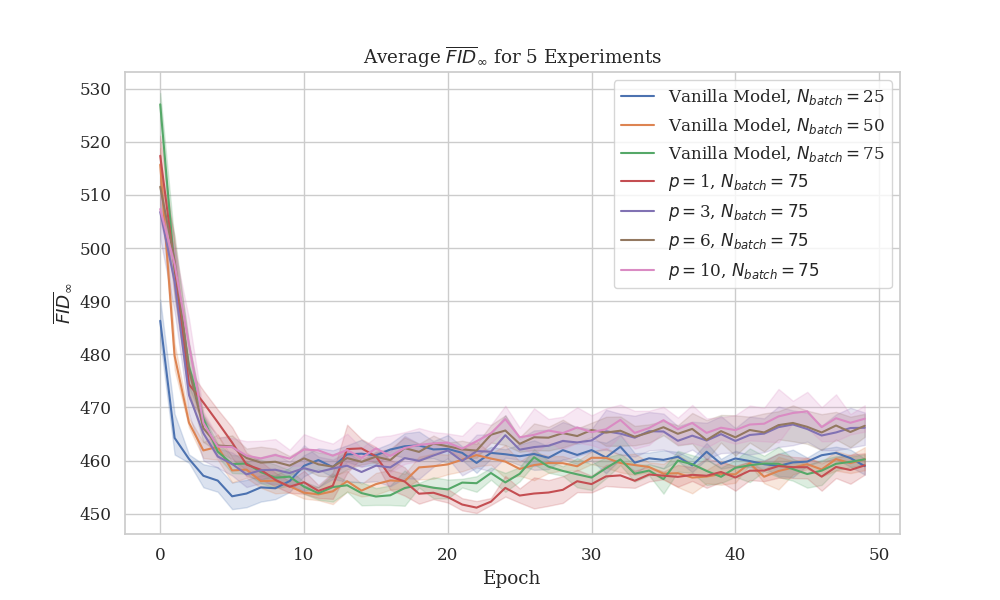 Average $\overline{FID}_\infty$ for 5 Experiments
530
520
510
500
490
480
470
460
450
$\overline{FID}_\infty$
Vanilla Model, $N_{batch} = 25$
Vanilla Model, $N_{batch} = 50$
Vanilla Model, $N_{batch} = 75$
$p = 1$, $N_{batch} = 75$
$p = 3$, $N_{batch} = 75$
$p = 6$, $N_{batch} = 75$
$p = 10$, $N_{batch} = 75$
0 10 20 30 40 50
Epoch